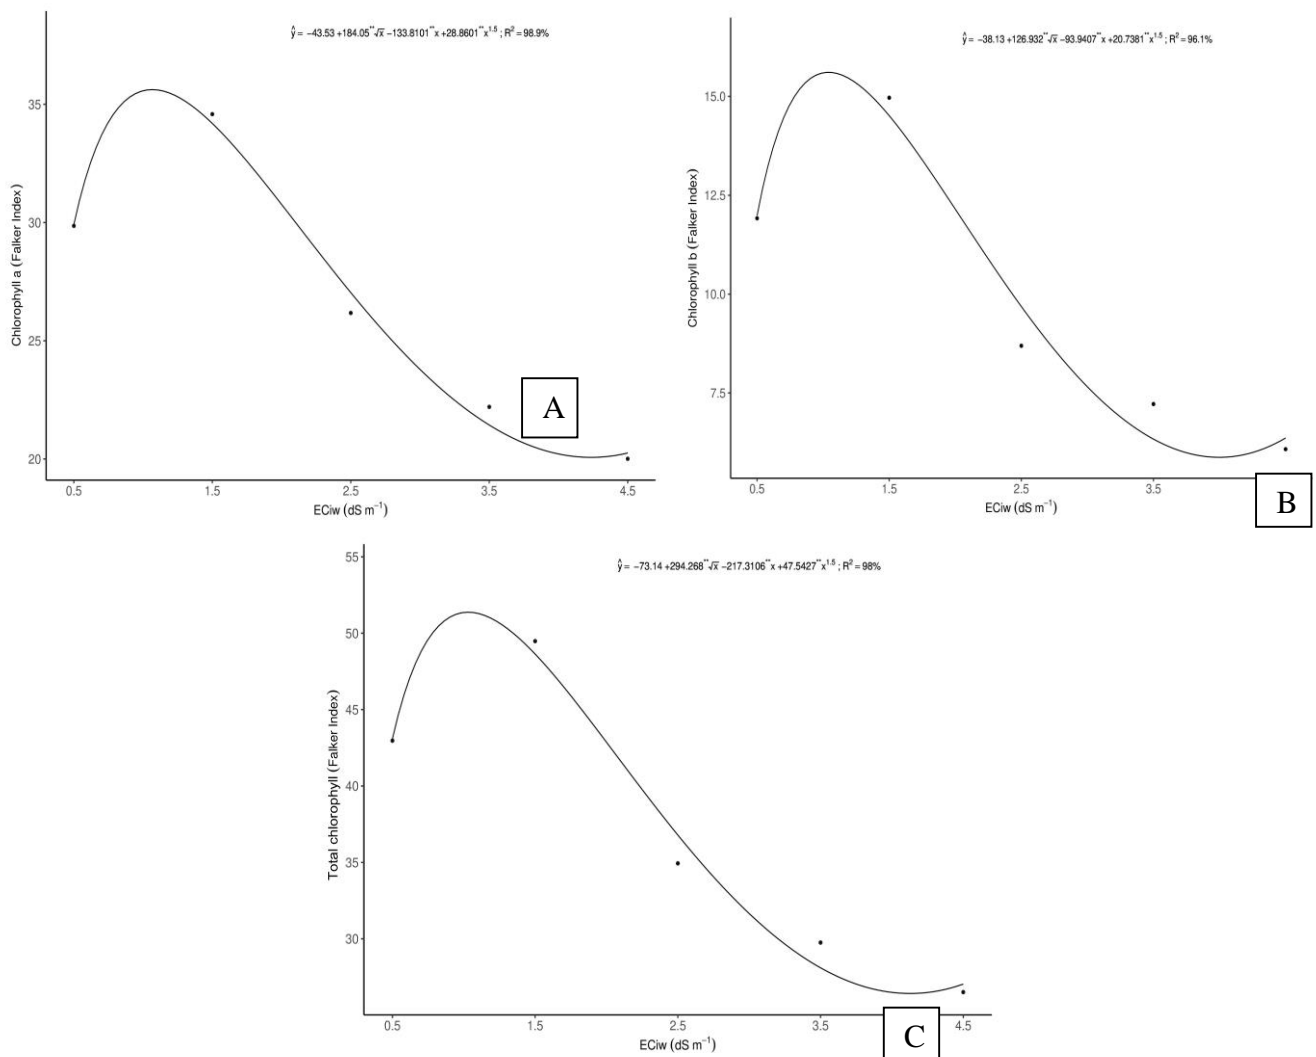 ŷ = −43.53 +184.05**√x −133.8101**x +28.8601**x^1.5 ; R² = 98.9%
Chlorophyll a (Falker Index)
35
30
25
20
0.5 1.5 2.5 3.5 4.5
ECiw (dS m⁻¹)
A
ŷ = −38.13 +126.932**√x −93.9407**x +20.7381**x^1.5 ; R² = 96.1%
Chlorophyll b (Falker Index)
15.0
12.5
10.0
7.5
0.5 1.5 2.5 3.5
ECiw (dS m⁻¹)
B
ŷ = −73.14 +294.268**√x −217.3106**x +47.5427**x^1.5 ; R² = 98%
Total chlorophyll (Falker Index)
55
50
45
40
35
30
0.5 1.5 2.5 3.5 4.5
ECiw (dS m⁻¹)
C